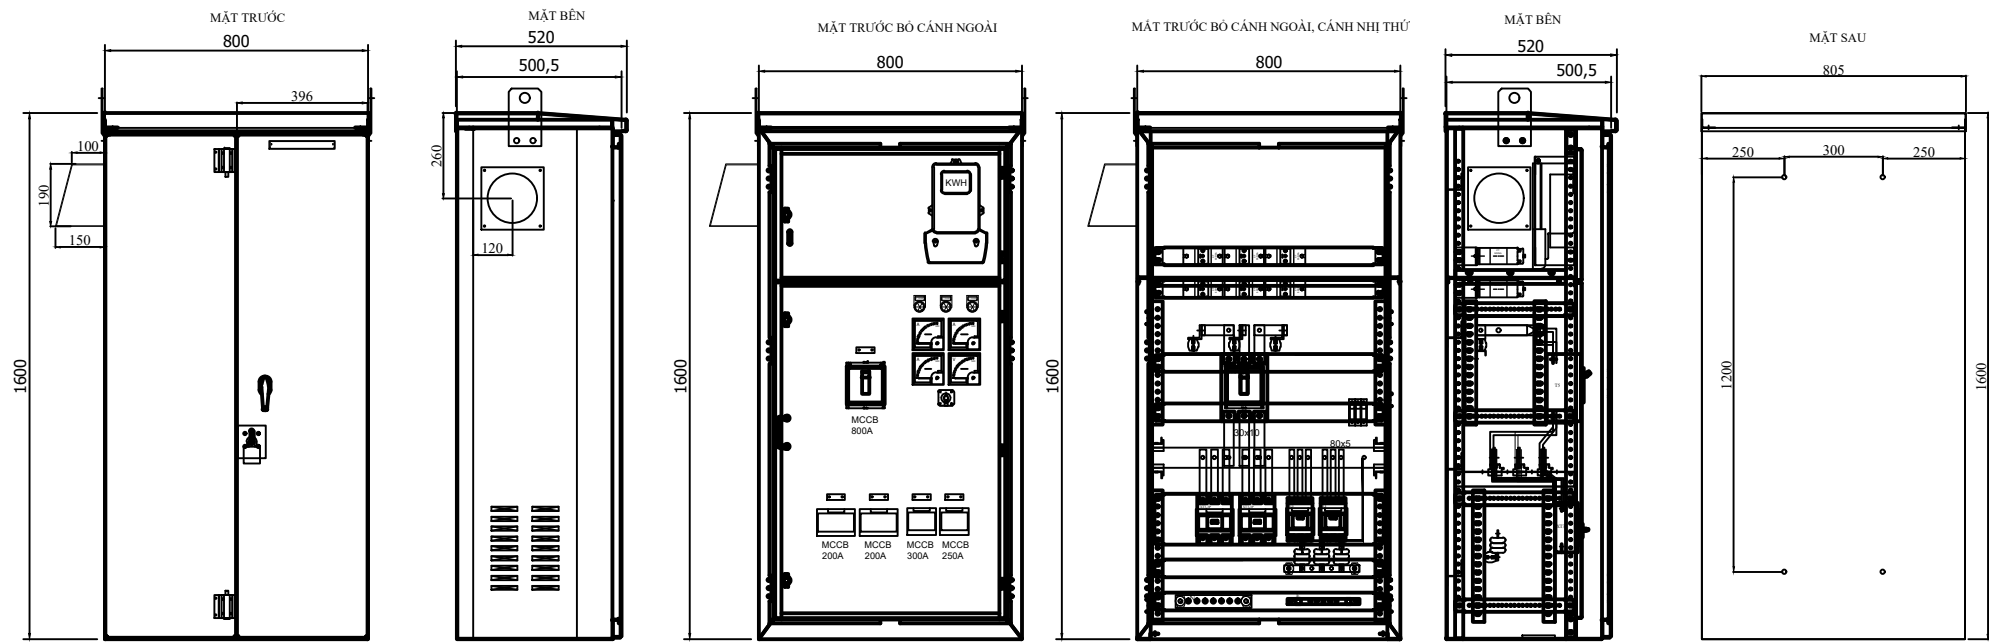 MẶT TRƯỚC
800
396
100
190
150
1600
MẶT BÊN
520
500,5
260
120
MẶT TRƯỚC BỎ CÁNH NGOÀI
800
1600
KWH
MCCB
800A
MCCB
200A
MCCB
200A
MCCB
300A
MCCB
250A
MẶT TRƯỚC BỎ CÁNH NGOÀI, CÁNH NHỊ THỨ
800
1600
30x10
80x5
MẶT BÊN
520
500,5
MẶT SAU
805
250
300
250
1200
1600